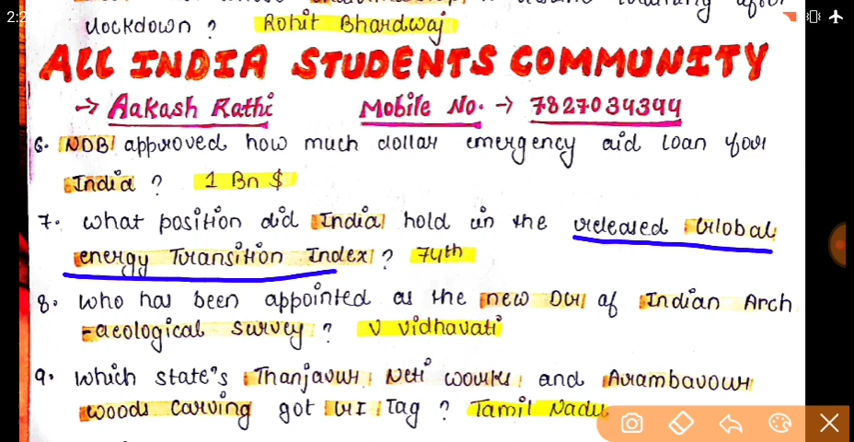 lockdown ? Rohit Bhardwaj
ALL INDIA STUDENTS COMMUNITY
→ Aakash Rathi Mobile No. → 7827034394
6. NDB approved how much dollar emergency aid loan for
India ? 1 Bn $
7. what position did India hold in the released Global
energy Transition Index ? 74th
8. who has been appointed as the new DG of Indian Arch
-aeological survey ? V Vidhavati
9. which state's Thanjavur Neti works and Arambavour
woods carving got GI Tag ? Tamil Nadu